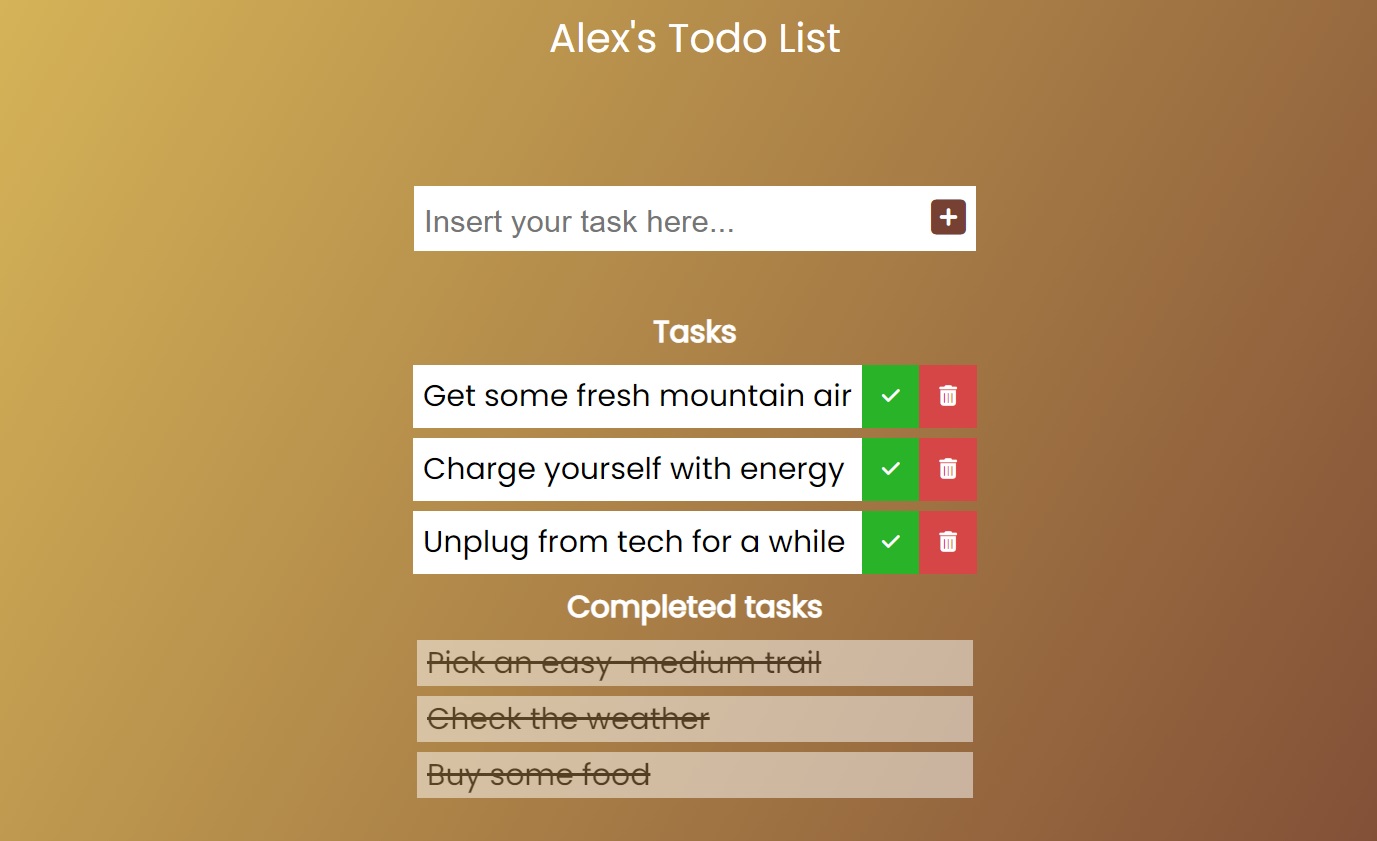 Alex's Todo List
Insert your task here...
Tasks
Get some fresh mountain air
Charge yourself with energy
Unplug from tech for a while
Completed tasks
Pick an easy-medium trail
Check the weather
Buy some food